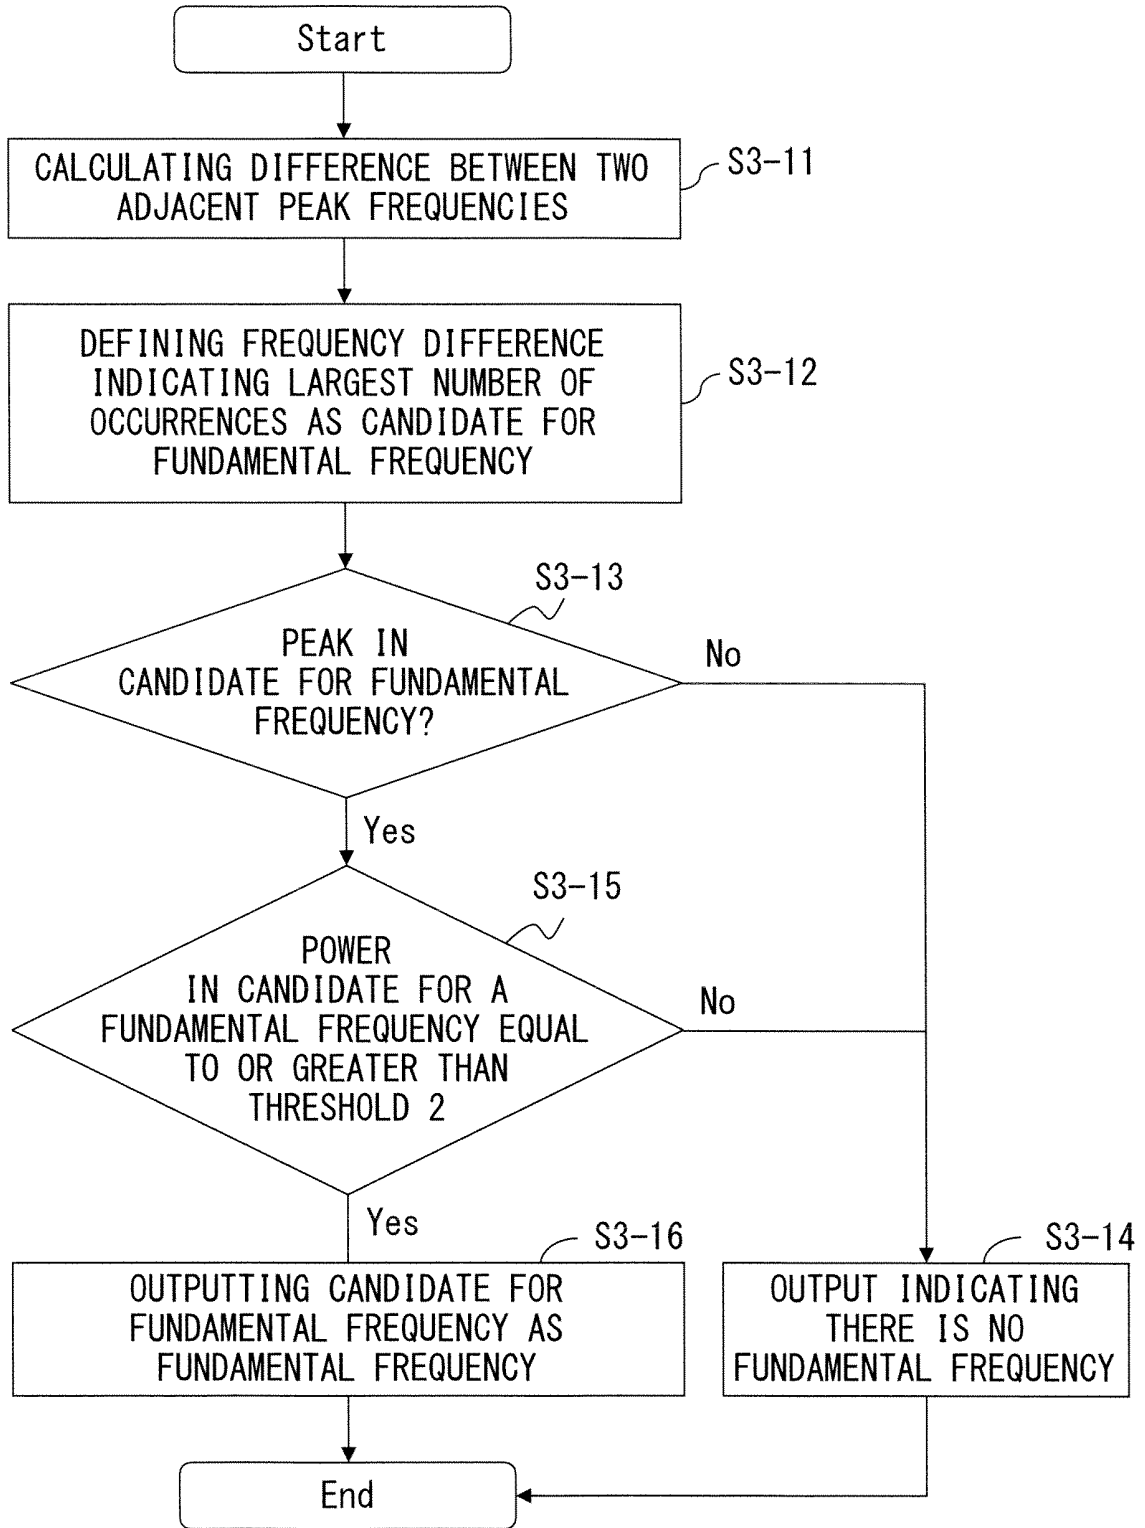 Start
CALCULATING DIFFERENCE BETWEEN TWO
ADJACENT PEAK FREQUENCIES
S3-11
DEFINING FREQUENCY DIFFERENCE
INDICATING LARGEST NUMBER OF
OCCURRENCES AS CANDIDATE FOR
FUNDAMENTAL FREQUENCY
S3-12
S3-13
PEAK IN
CANDIDATE FOR FUNDAMENTAL
FREQUENCY?
No
Yes
S3-15
POWER
IN CANDIDATE FOR A
FUNDAMENTAL FREQUENCY EQUAL
TO OR GREATER THAN
THRESHOLD 2
No
Yes
S3-16
OUTPUTTING CANDIDATE FOR
FUNDAMENTAL FREQUENCY AS
FUNDAMENTAL FREQUENCY
S3-14
OUTPUT INDICATING
THERE IS NO
FUNDAMENTAL FREQUENCY
End